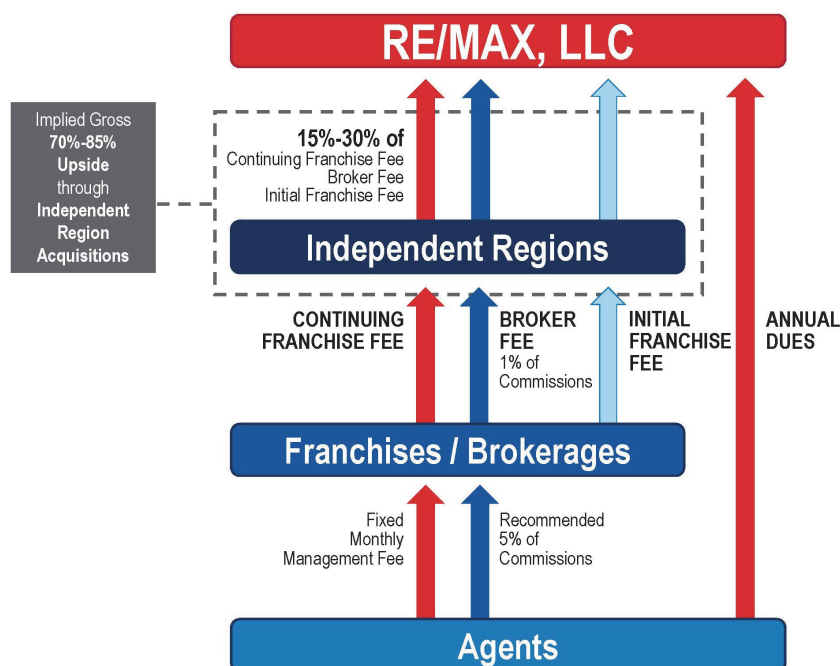 RE/MAX, LLC
Implied Gross
70%-85%
Upside
through
Independent
Region
Acquisitions
15%-30% of
Continuing Franchise Fee
Broker Fee
Initial Franchise Fee
Independent Regions
CONTINUING
FRANCHISE FEE
BROKER
FEE
1% of
Commissions
INITIAL
FRANCHISE
FEE
ANNUAL
DUES
Franchises / Brokerages
Fixed
Monthly
Management Fee
Recommended
5% of
Commissions
Agents